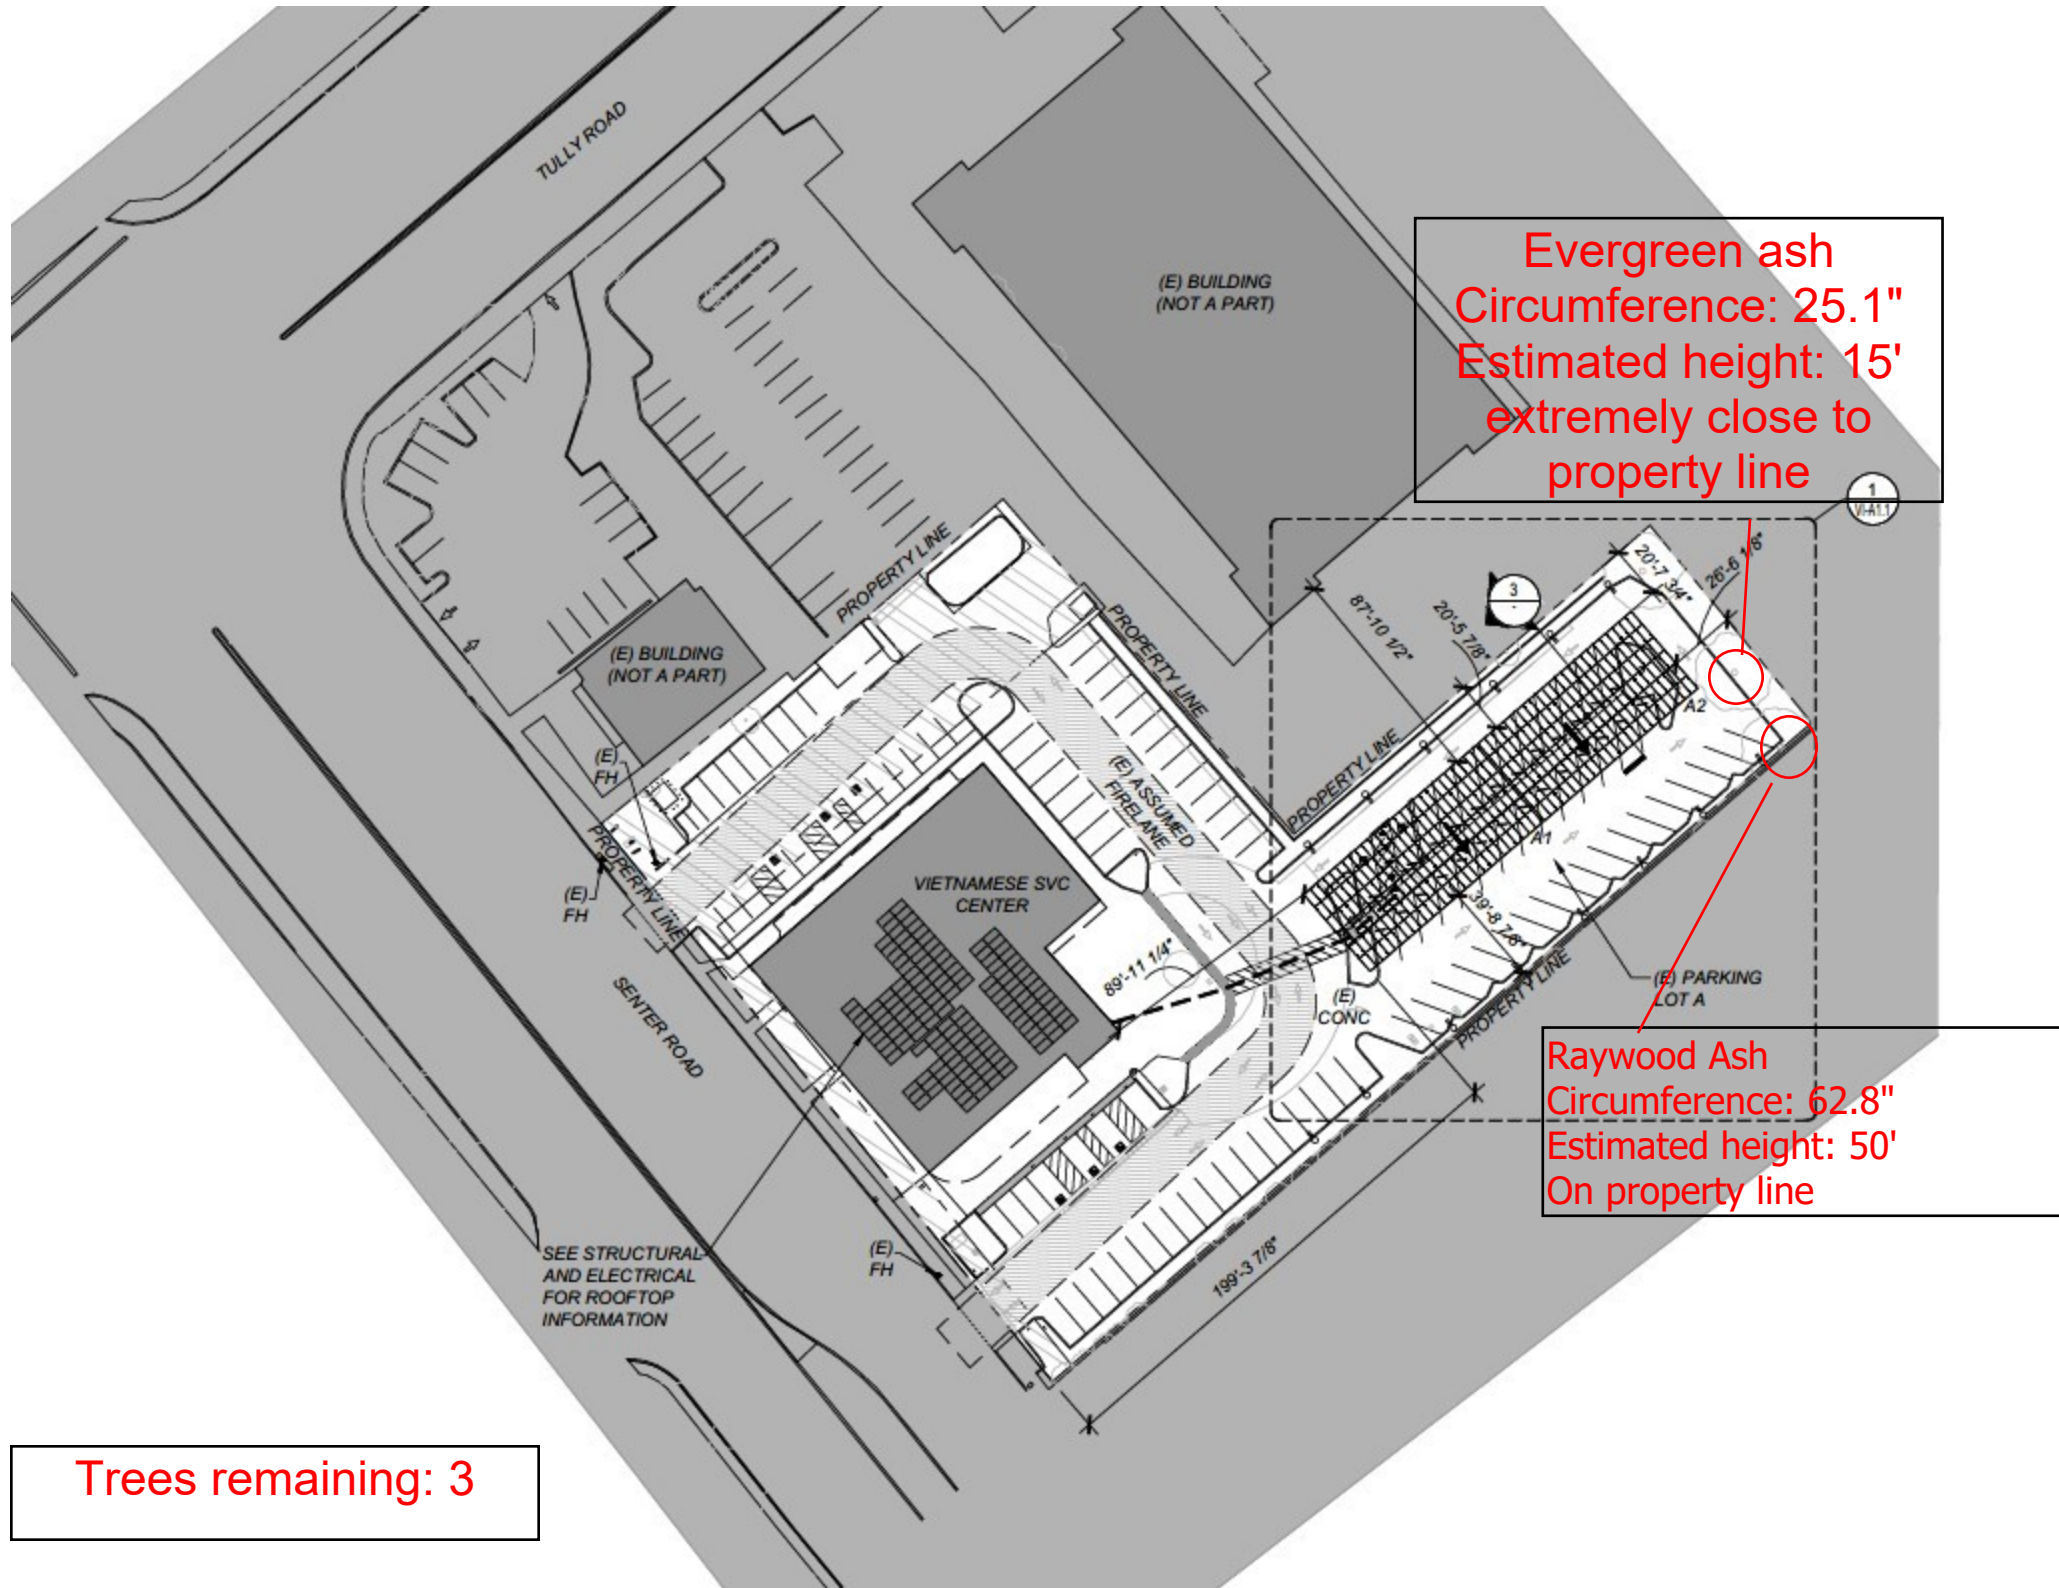 TULLY ROAD
(E) BUILDING
(NOT A PART)
Evergreen ash
Circumference: 25.1"
Estimated height: 15'
extremely close to
property line
1
VI-A1.1
PROPERTY LINE
20'-7 3/4"
26'-6 1/8"
3
-
87'-10 1/2"
20'-5 7/8"
PROPERTY LINE
(E) BUILDING
(NOT A PART)
A2
(E)
FH
PROPERTY LINE
(E) ASSUMED
FIRELANE
A1
PROPERTY LINE
(E)
FH
VIETNAMESE SVC
CENTER
39'-8 7/8"
89'-11 1/4"
(E)
CONC
PROPERTY LINE
(E) PARKING
LOT A
SENTER ROAD
Raywood Ash
Circumference: 62.8"
Estimated height: 50'
On property line
SEE STRUCTURAL
AND ELECTRICAL
FOR ROOFTOP
INFORMATION
(E)
FH
199'-3 7/8"
Trees remaining: 3